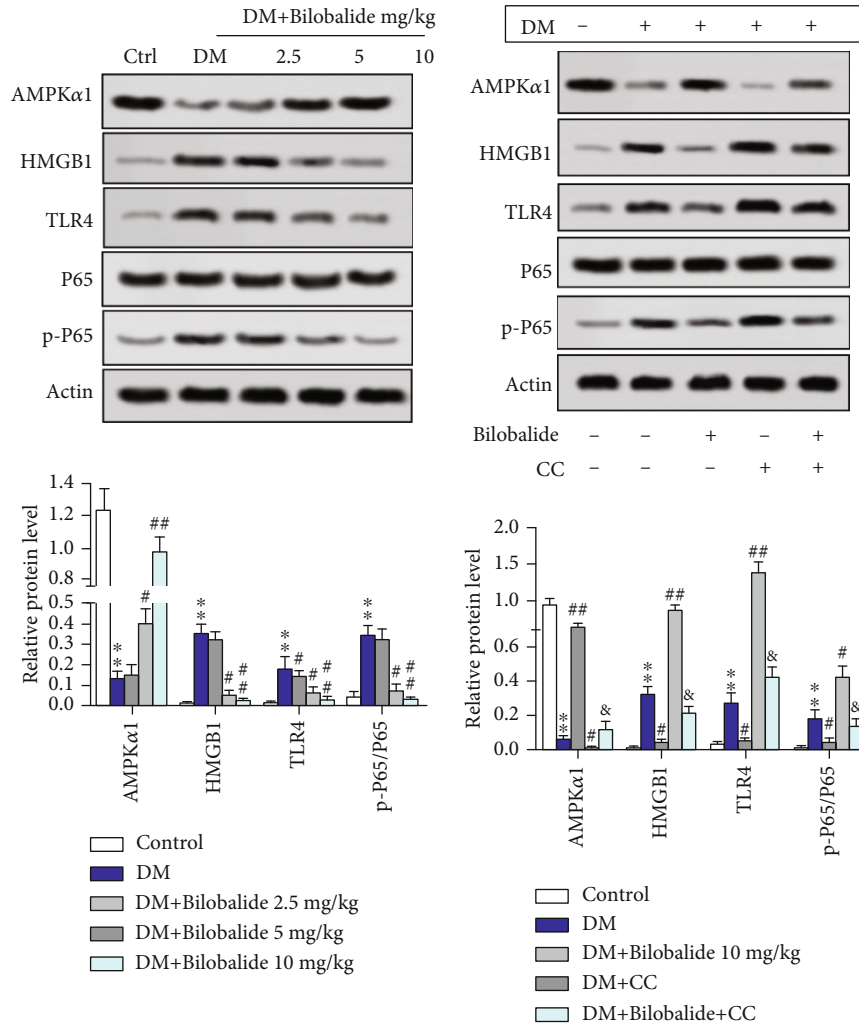 DM+Bilobalide mg/kg
Ctrl DM 2.5 5 10
AMPKα1
HMGB1
TLR4
P65
p-P65
Actin
DM – + + + +
AMPKα1
HMGB1
TLR4
P65
p-P65
Actin
Bilobalide – – + – +
CC – – – + +
Relative protein level
1.4
1.2
1.0
0.8
0.5
0.4
0.3
0.2
0.1
0.0
** # ## ** # # # # ** # # # # # ** # # # #
AMPKα1
HMGB1
TLR4
p-P65/P65
Control
DM
DM+Bilobalide 2.5 mg/kg
DM+Bilobalide 5 mg/kg
DM+Bilobalide 10 mg/kg
Relative protein level
2.0
1.5
1.0
0.6
0.4
0.2
0.0
** ## # & ** # ## & ** # ## & ** # # &
AMPKα1
HMGB1
TLR4
p-P65/P65
Control
DM
DM+Bilobalide 10 mg/kg
DM+CC
DM+Bilobalide+CC